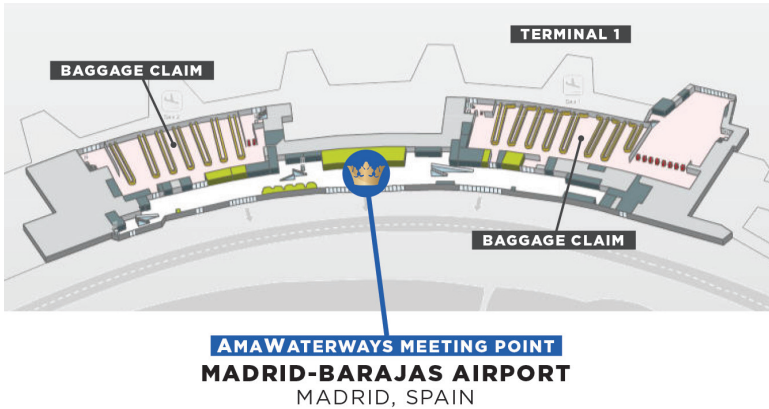 TERMINAL 1
BAGGAGE CLAIM
BAGGAGE CLAIM
AMAWATERWAYS MEETING POINT
MADRID-BARAJAS AIRPORT
MADRID, SPAIN